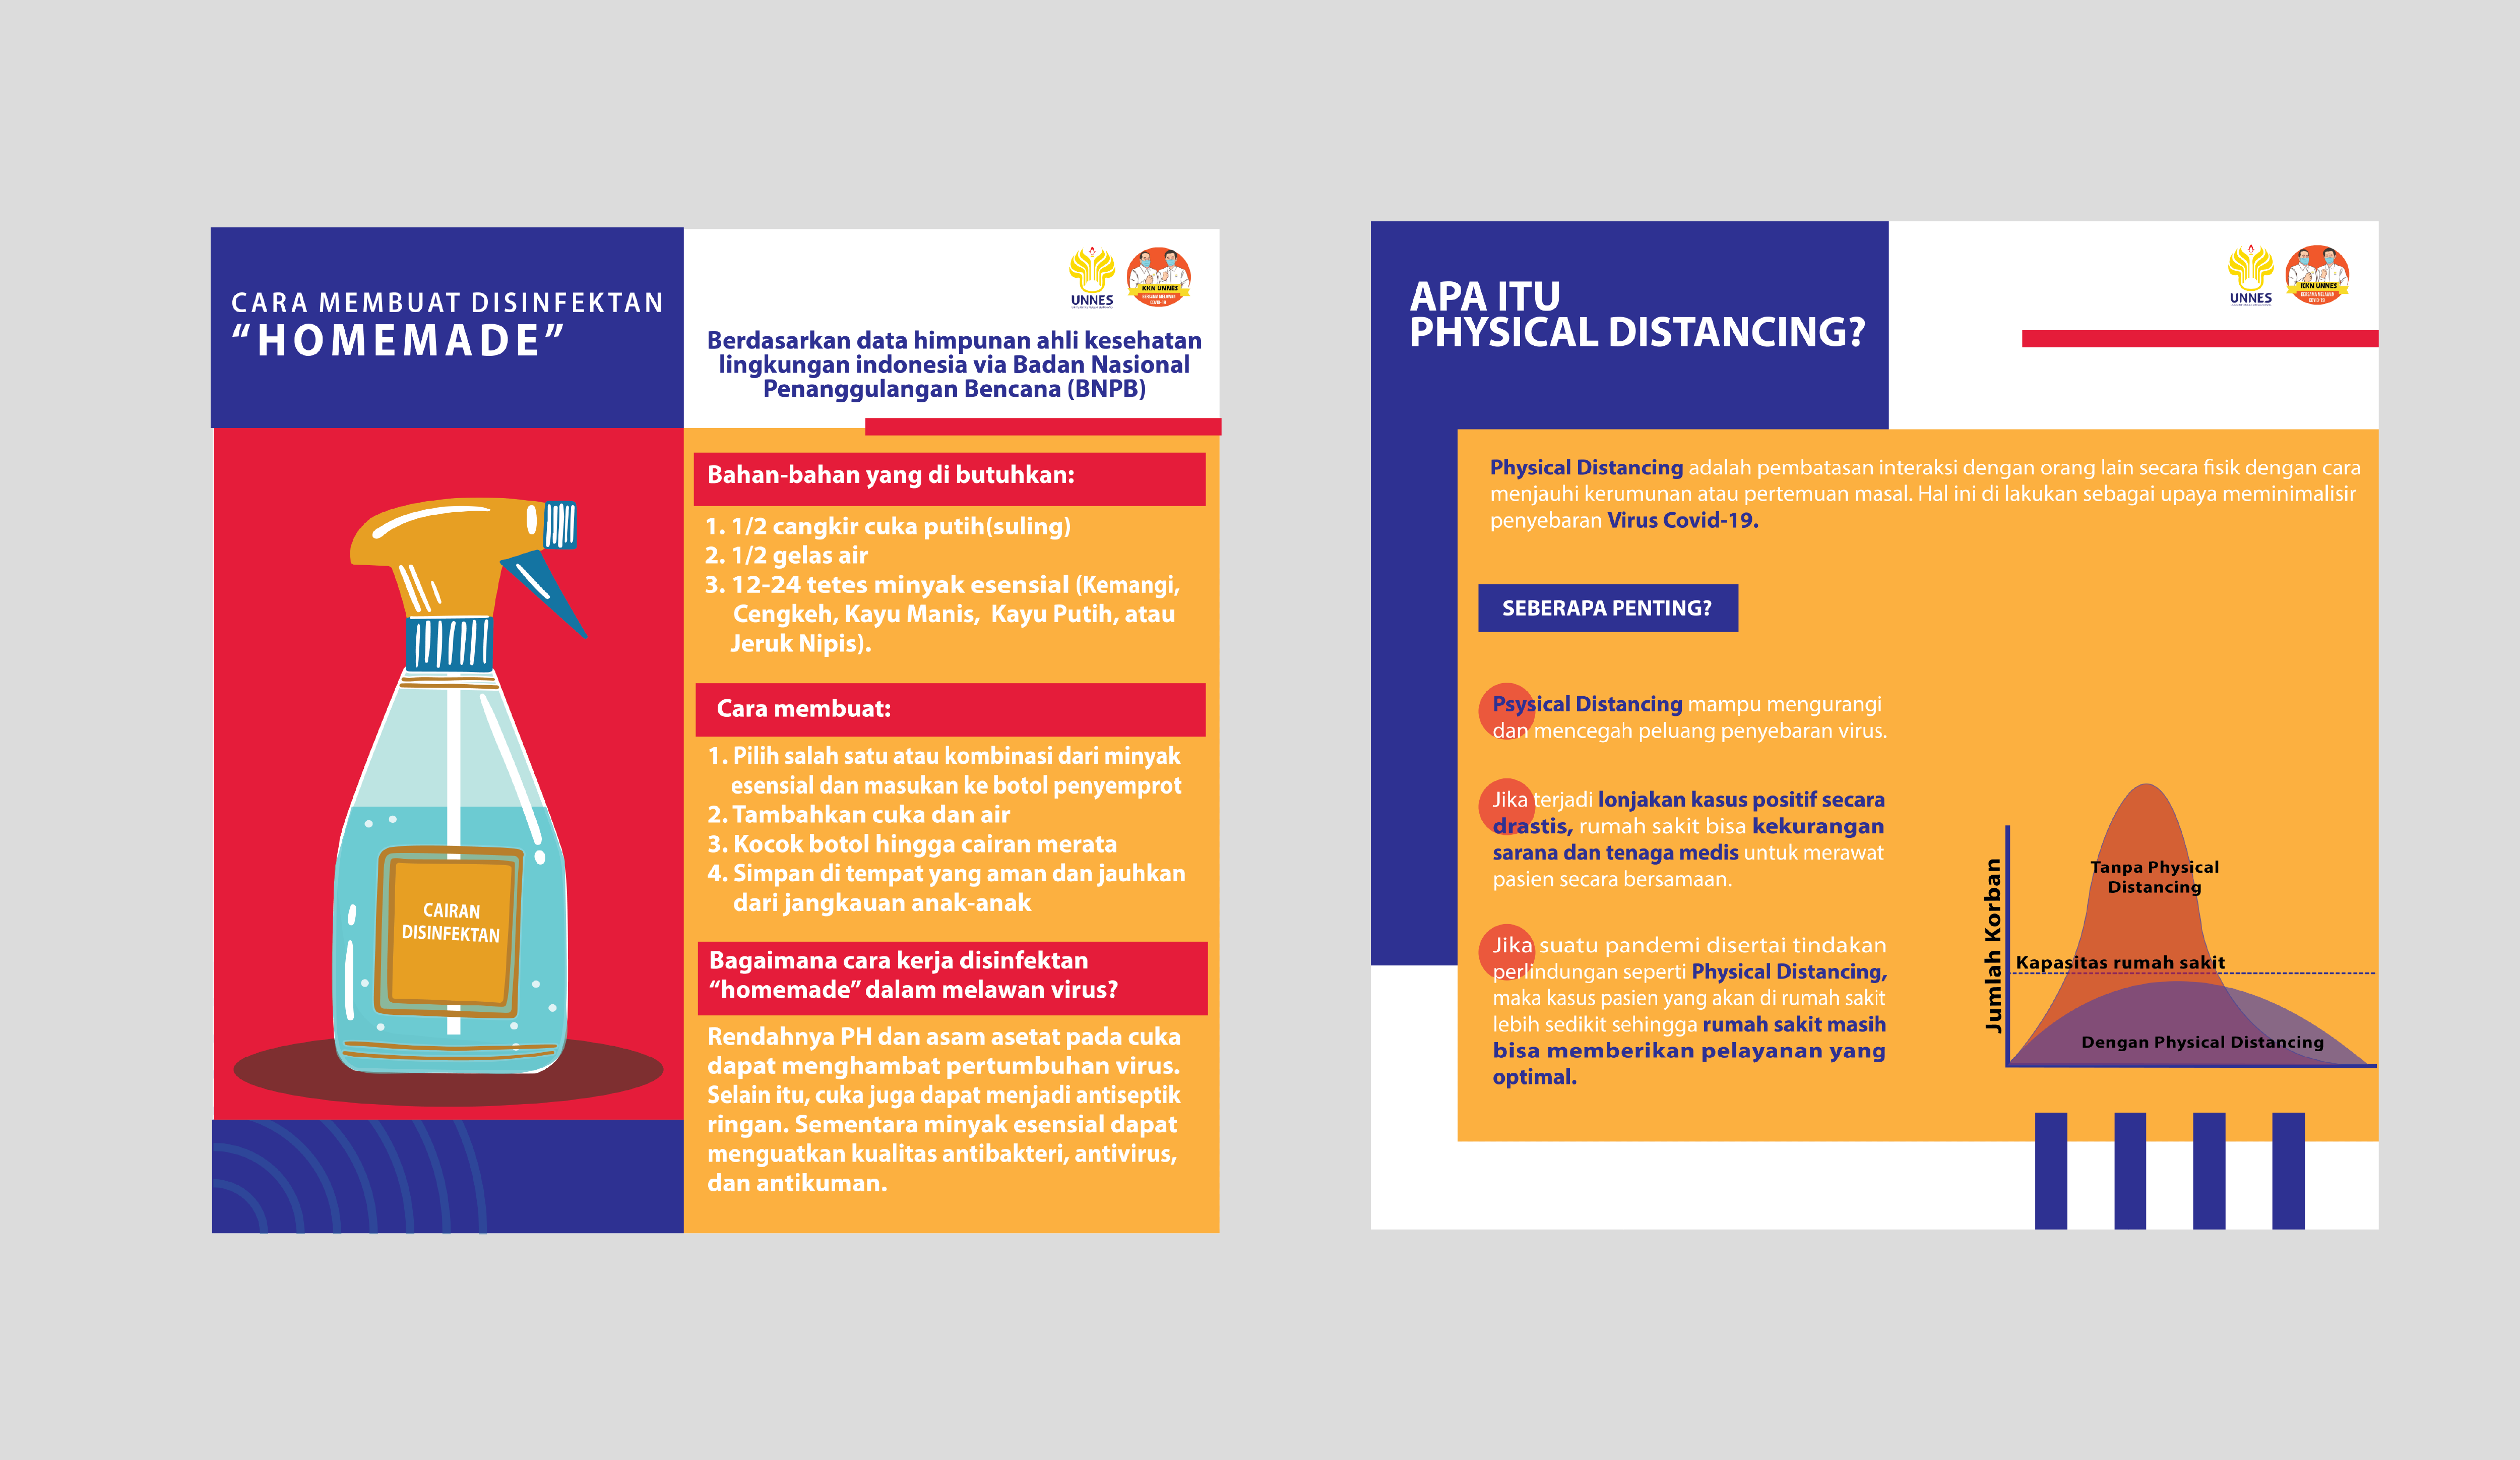 CARA MEMBUAT DISINFEKTAN
“HOMEMADE”
UNNES
KKN UNNES
Berdasarkan data himpunan ahli kesehatan
lingkungan indonesia via Badan Nasional
Penanggulangan Bencana (BNPB)
Bahan-bahan yang di butuhkan:
1. 1/2 cangkir cuka putih(suling)
2. 1/2 gelas air
3. 12-24 tetes minyak esensial (Kemangi,
Cengkeh, Kayu Manis, Kayu Putih, atau
Jeruk Nipis).
Cara membuat:
1. Pilih salah satu atau kombinasi dari minyak
esensial dan masukan ke botol penyemprot
2. Tambahkan cuka dan air
3. Kocok botol hingga cairan merata
4. Simpan di tempat yang aman dan jauhkan
dari jangkauan anak-anak
CAIRAN
DISINFEKTAN
Bagaimana cara kerja disinfektan
“homemade” dalam melawan virus?
Rendahnya PH dan asam asetat pada cuka
dapat menghambat pertumbuhan virus.
Selain itu, cuka juga dapat menjadi antiseptik
ringan. Sementara minyak esensial dapat
menguatkan kualitas antibakteri, antivirus,
dan antikuman.
APA ITU
PHYSICAL DISTANCING?
UNNES
KKN UNNES
Physical Distancing adalah pembatasan interaksi dengan orang lain secara fisik dengan cara
menjauhi kerumunan atau pertemuan masal. Hal ini di lakukan sebagai upaya meminimalisir
penyebaran Virus Covid-19.
SEBERAPA PENTING?
Psysical Distancing mampu mengurangi
dan mencegah peluang penyebaran virus.
Jika terjadi lonjakan kasus positif secara
drastis, rumah sakit bisa kekurangan
sarana dan tenaga medis untuk merawat
pasien secara bersamaan.
Jika suatu pandemi disertai tindakan
perlindungan seperti Physical Distancing,
maka kasus pasien yang akan di rumah sakit
lebih sedikit sehingga rumah sakit masih
bisa memberikan pelayanan yang
optimal.
Jumlah Korban
Tanpa Physical
Distancing
Kapasitas rumah sakit
Dengan Physical Distancing